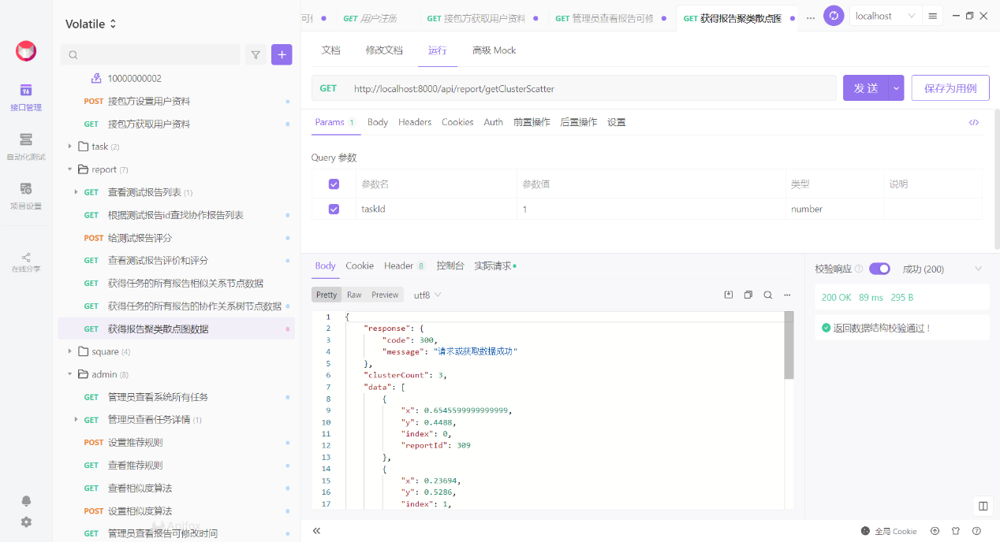 Volatile
可修
GET 用户注册
GET 接包方获取用户资料
GET 管理员查看报告可修
GET 获得报告聚类散点图
localhost
接口管理
自动化测试
项目设置
在线分享
10000000002
POST 接包方设置用户资料
GET 接包方获取用户资料
task (2)
report (7)
GET 查看测试报告列表 (1)
GET 根据测试报告id查找协作报告列表
POST 给测试报告评分
GET 查看测试报告评价和评分
GET 获得任务的所有报告相似关系节点数据
GET 获得任务的所有报告的协作关系树节点数据
GET 获得报告聚类散点图数据
square (4)
admin (8)
GET 管理员查看系统所有任务
GET 管理员查看任务详情 (1)
POST 设置推荐规则
GET 查看推荐规则
GET 查看相似度算法
POST 设置相似度算法
GET 管理员查看报告可修改时间
Apifox
文档 修改文档 运行 高级 Mock
GET http://localhost:8000/api/report/getClusterScatter
发 送
保存为用例
Params 1 Body Headers Cookies Auth 前置操作 后置操作 设置
Query 参数
参数名 参数值 类型 说明
taskId 1 number
Body Cookie Header 8 控制台 实际请求
Pretty Raw Preview utf8
1 {
2 "response": {
3 "code": 300,
4 "message": "请求或获取数据成功"
5 },
6 "clusterCount": 3,
7 "data": [
8 {
9 "x": 0.6545599999999999,
10 "y": 0.4488,
11 "index": 0,
12 "reportId": 309
13 },
14 {
15 "x": 0.23694,
16 "y": 0.5286,
17 "index": 1,
校验响应 成功 (200)
200 OK 89 ms 295 B
返回数据结构校验通过！
全局 Cookie